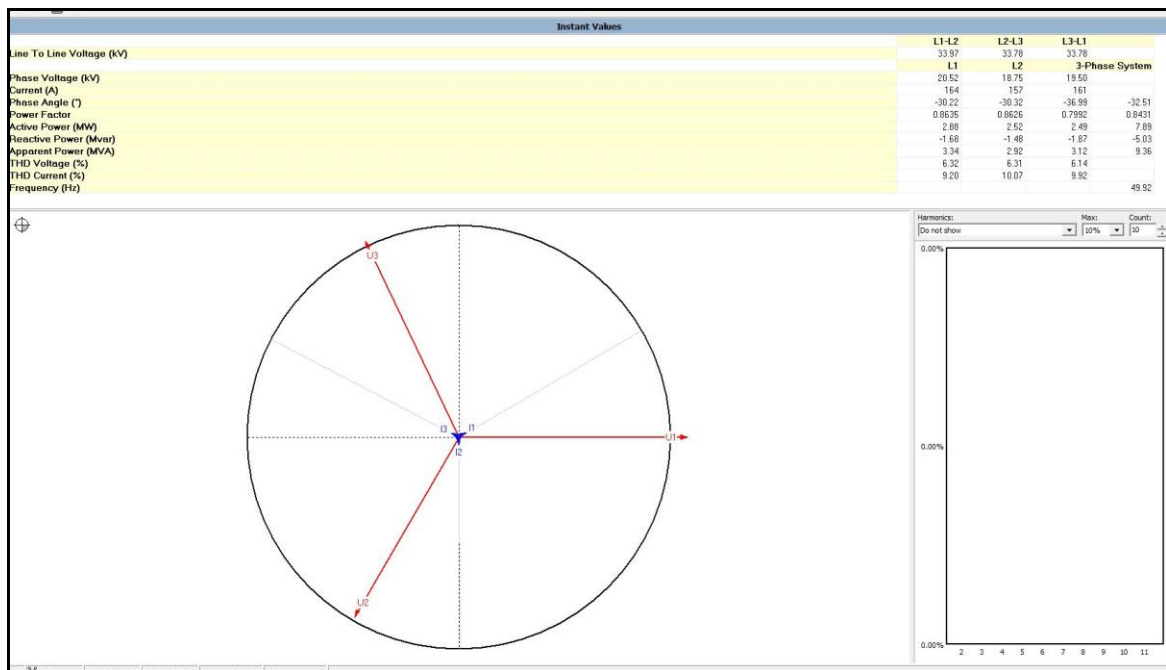 Instant Values
L1-L2 L2-L3 L3-L1
Line To Line Voltage (kV) 33.97 33.78 33.78
L1 L2 3-Phase System
Phase Voltage (kV) 20.52 18.75 19.50
Current (A) 164 157 161
Phase Angle (°) -30.22 -30.32 -36.99 -32.51
Power Factor 0.8635 0.8626 0.7992 0.8431
Active Power (MW) 2.88 2.52 2.49 7.89
Reactive Power (Mvar) -1.68 -1.48 -1.87 -5.03
Apparent Power (MVA) 3.34 2.92 3.12 9.36
THD Voltage (%) 6.32 6.31 6.14
THD Current (%) 9.20 10.07 9.92
Frequency (Hz) 49.92
Harmonics: Max: Count:
Do not show 10% 10
U3
I3 I1
U1
I2
U2
0.00%
0.00%
0.00%
2 3 4 5 6 7 8 9 10 11